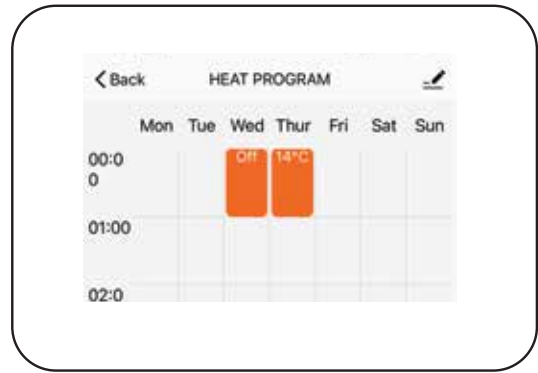 Back HEAT PROGRAM
Mon Tue Wed Thur Fri Sat Sun
00:0
0
Off 14°C
01:00
02:0